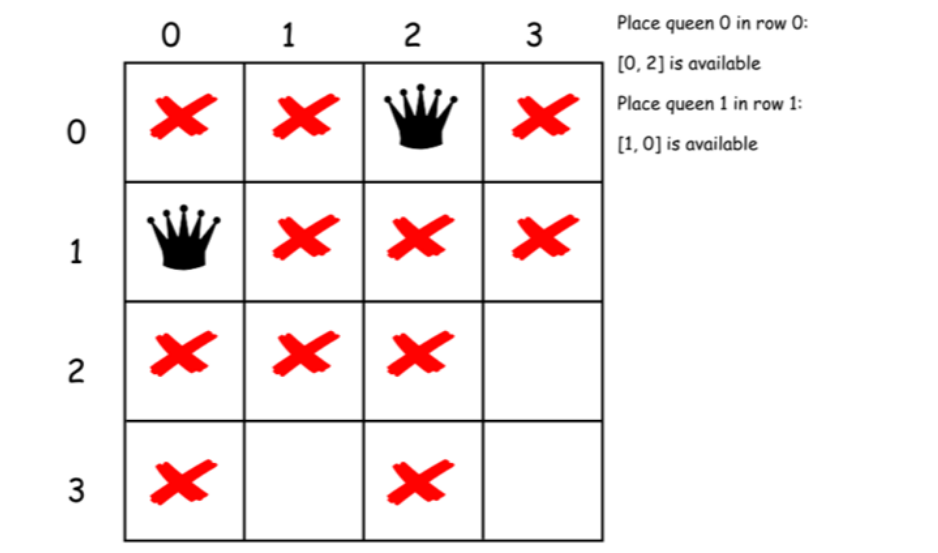 0 1 2 3
0
1
2
3
Place queen 0 in row 0:
[0, 2] is available
Place queen 1 in row 1:
[1, 0] is available